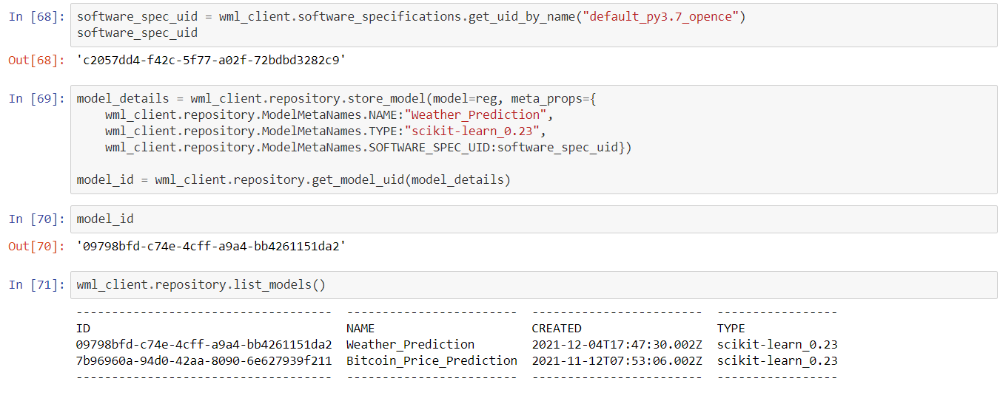 In [68]: software_spec_uid = wml_client.software_specifications.get_uid_by_name("default_py3.7_opence")
software_spec_uid
Out[68]: 'c2057dd4-f42c-5f77-a02f-72bdbd3282c9'
In [69]: model_details = wml_client.repository.store_model(model=reg, meta_props={
    wml_client.repository.ModelMetaNames.NAME:"Weather_Prediction",
    wml_client.repository.ModelMetaNames.TYPE:"scikit-learn_0.23",
    wml_client.repository.ModelMetaNames.SOFTWARE_SPEC_UID:software_spec_uid})
model_id = wml_client.repository.get_model_uid(model_details)
In [70]: model_id
Out[70]: '09798bfd-c74e-4cff-a9a4-bb4261151da2'
In [71]: wml_client.repository.list_models()
------------------------------------  ------------------------  ------------------------  -----------------
ID                                    NAME                      CREATED                   TYPE
09798bfd-c74e-4cff-a9a4-bb4261151da2  Weather_Prediction        2021-12-04T17:47:30.002Z  scikit-learn_0.23
7b96960a-94d0-42aa-8090-6e627939f211  Bitcoin_Price_Prediction  2021-11-12T07:53:06.002Z  scikit-learn_0.23
------------------------------------  ------------------------  ------------------------  -----------------